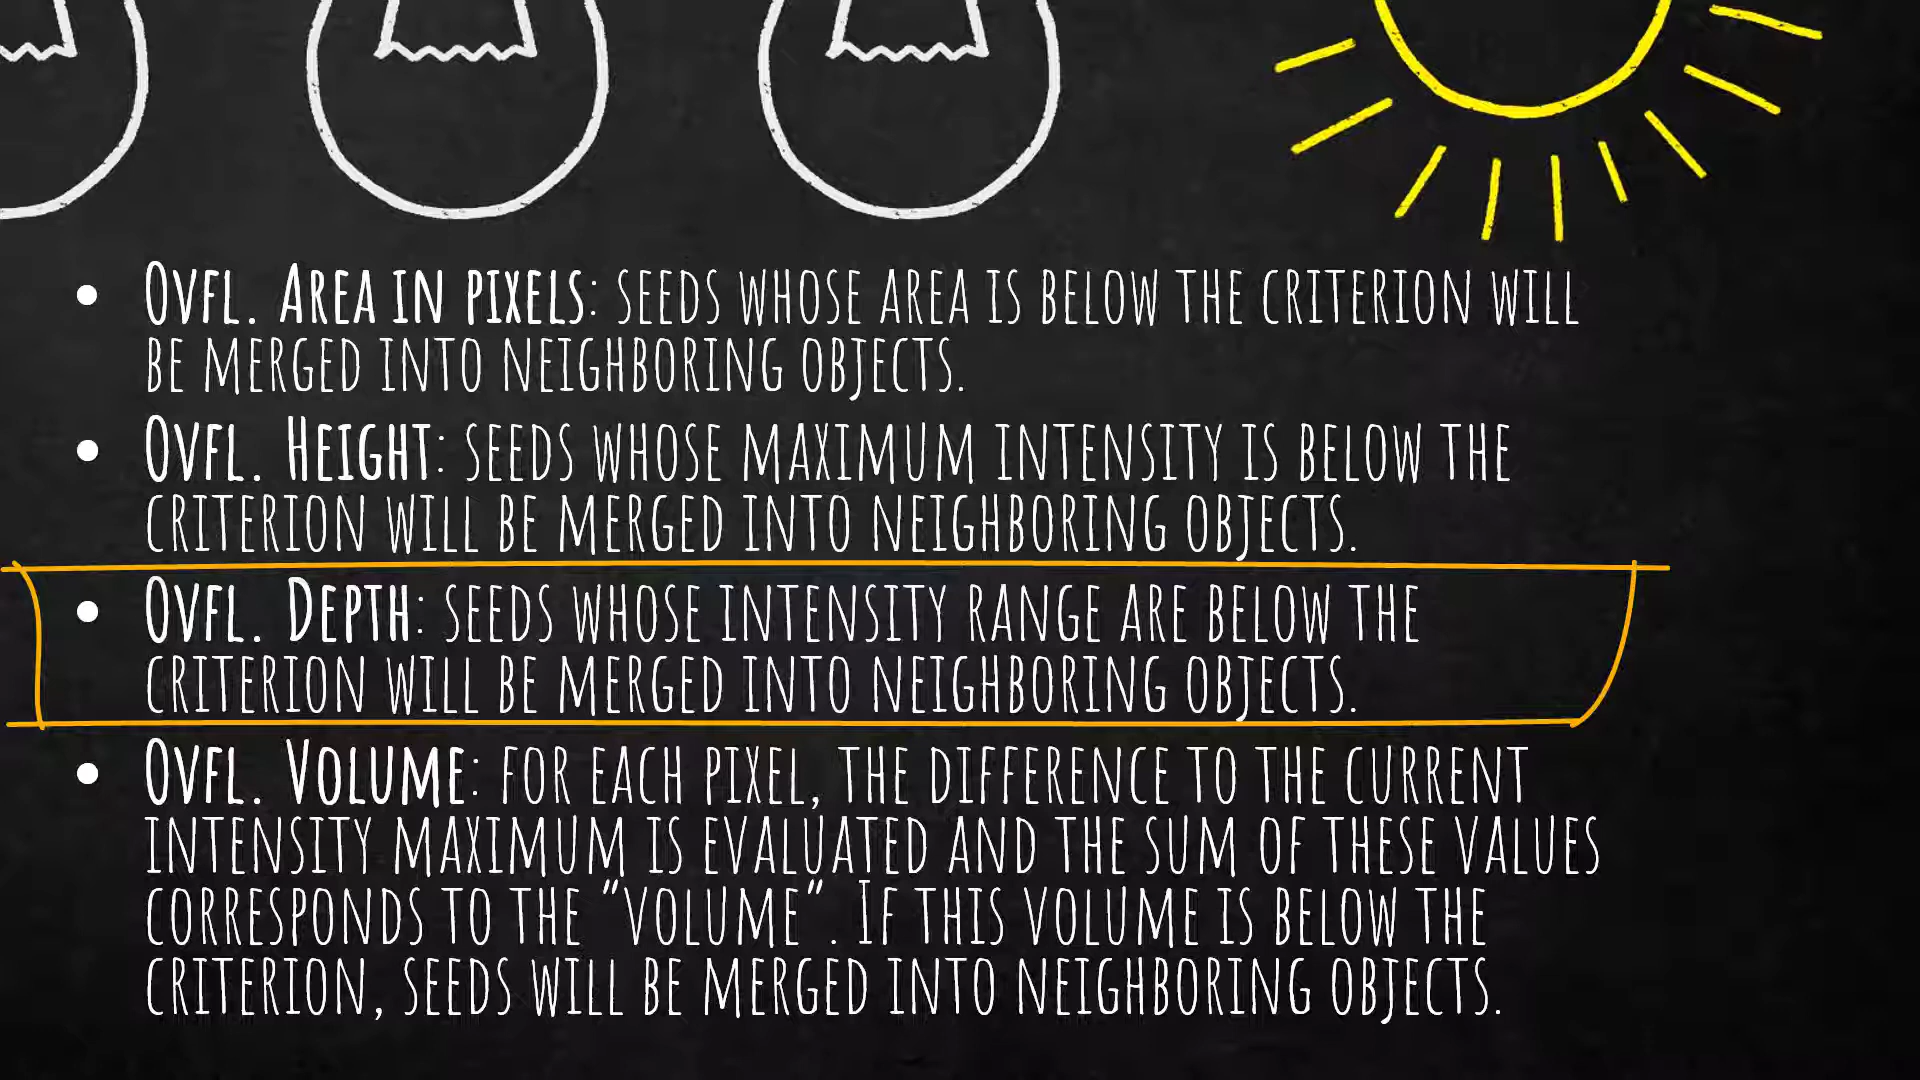 • Ovfl. Area in pixels: seeds whose area is below the criterion will
be merged into neighboring objects.
• Ovfl. Height: seeds whose maximum intensity is below the
criterion will be merged into neighboring objects.
• Ovfl. Depth: seeds whose intensity range are below the
criterion will be merged into neighboring objects.
• Ovfl. Volume: for each pixel, the difference to the current
intensity maximum is evaluated and the sum of these values
corresponds to the "volume". If this volume is below the
criterion, seeds will be merged into neighboring objects.